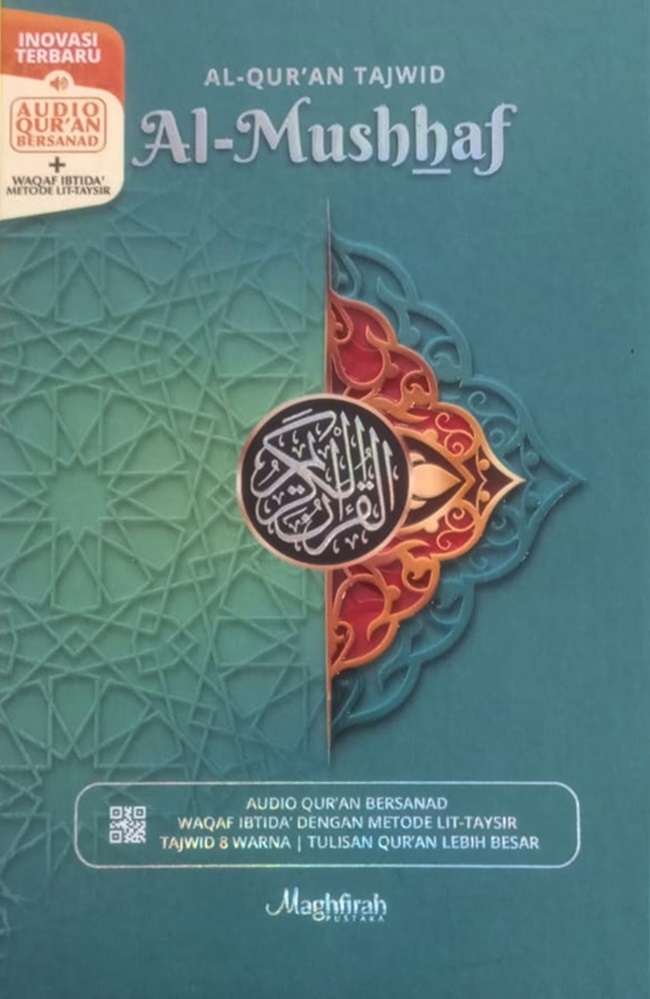 INOVASI
TERBARU
AUDIO
QUR'AN
BERSANAD
+
WAQAF IBTIDA'
METODE LIT-TAYSIR
AL-QUR'AN TAJWID
Al-Mushhaf
القرآن الكريم
AUDIO QUR'AN BERSANAD
WAQAF IBTIDA' DENGAN METODE LIT-TAYSIR
TAJWID 8 WARNA | TULISAN QUR'AN LEBIH BESAR
Maghfirah
PUSTAKA